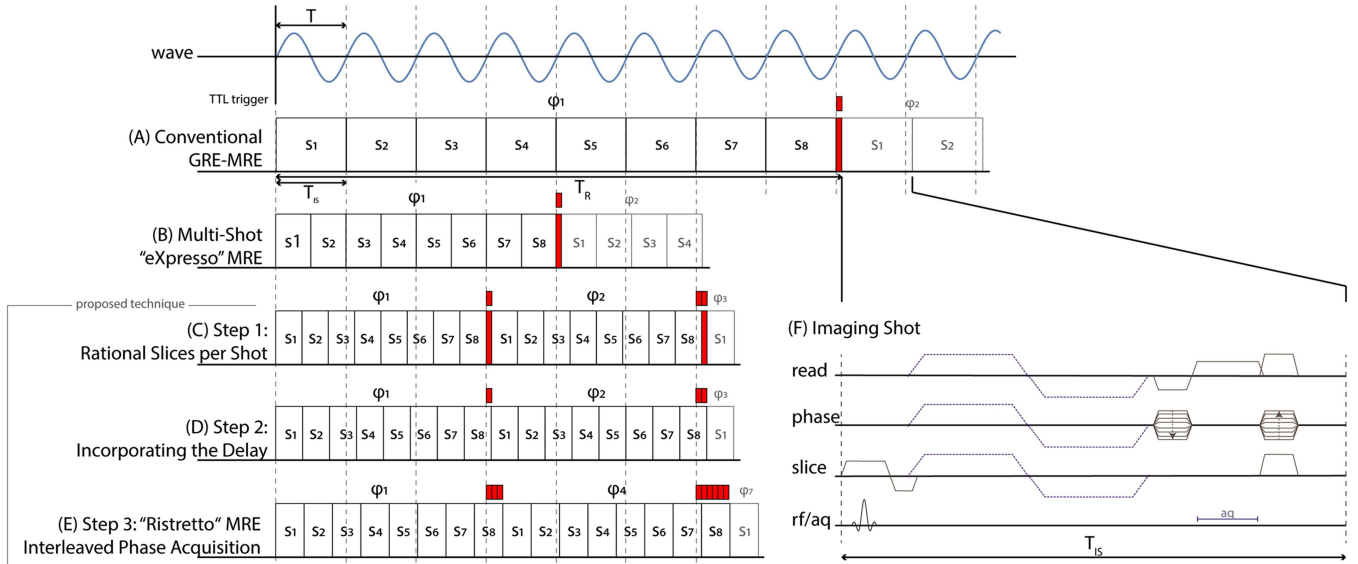 T
wave
TTL trigger
φ1 φ2
(A) Conventional
GRE-MRE
S1 S2 S3 S4 S5 S6 S7 S8 S1 S2
TIS TR
φ1 φ2
(B) Multi-Shot
"eXpresso" MRE
S1 S2 S3 S4 S5 S6 S7 S8 S1 S2 S3 S4
proposed technique
φ1 φ2 φ3
(C) Step 1:
Rational Slices per Shot
S1 S2 S3 S4 S5 S6 S7 S8 S1 S2 S3 S4 S5 S6 S7 S8 S1
φ1 φ2 φ3
(D) Step 2:
Incorporating the Delay
S1 S2 S3 S4 S5 S6 S7 S8 S1 S2 S3 S4 S5 S6 S7 S8 S1
φ1 φ4 φ7
(E) Step 3: "Ristretto" MRE
Interleaved Phase Acquisition
S1 S2 S3 S4 S5 S6 S7 S8 S1 S2 S3 S4 S5 S6 S7 S8 S1
(F) Imaging Shot
read
phase
slice
rf/aq
aq
TIS